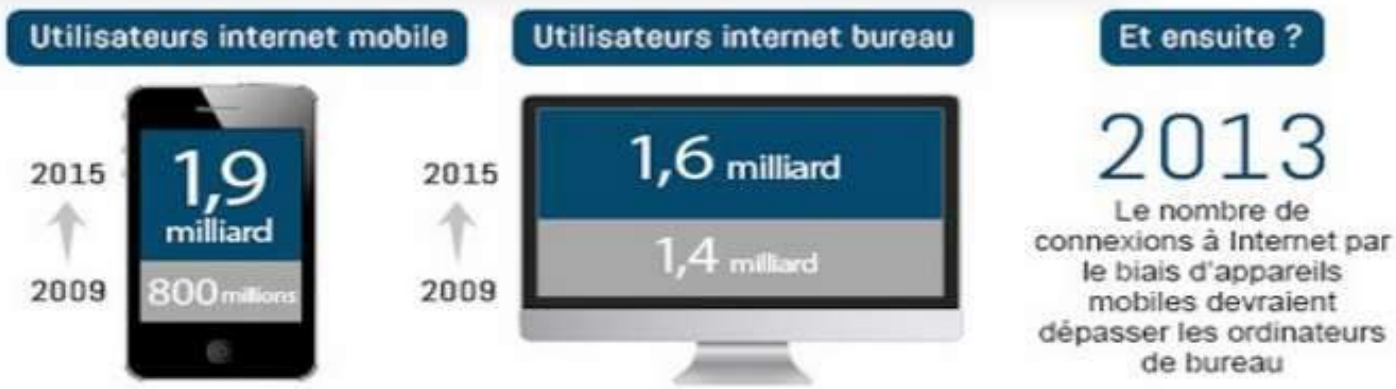 Utilisateurs internet mobile
2015
2009
1,9
milliard
800 millions
Utilisateurs internet bureau
2015
2009
1,6 milliard
1,4 milliard
Et ensuite ?
2013
Le nombre de
connexions à Internet par
le biais d'appareils
mobiles devraient
dépasser les ordinateurs
de bureau